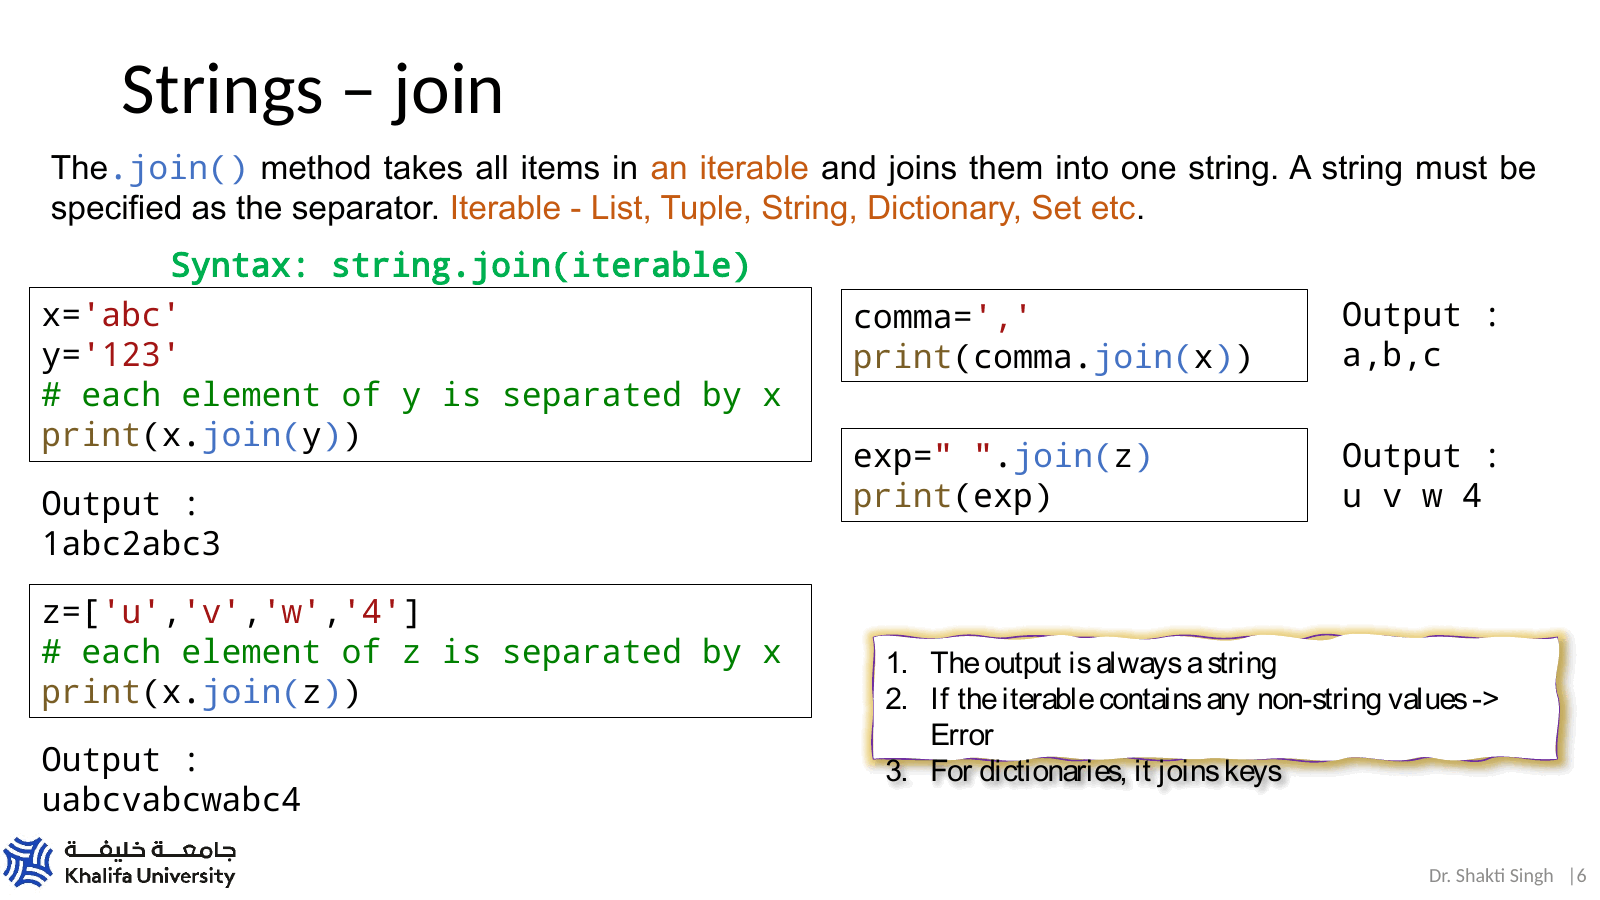 Strings – join
The.join() method takes all items in an iterable and joins them into one string. A string must be
specified as the separator. Iterable - List, Tuple, String, Dictionary, Set etc.
Syntax: string.join(iterable)
x='abc'
y='123'
# each element of y is separated by x
print(x.join(y))
Output :
1abc2abc3
z=['u','v','w','4']
# each element of z is separated by x
print(x.join(z))
Output :
uabcvabcwabc4
comma=','
print(comma.join(x))
Output :
a,b,c
exp=" ".join(z)
print(exp)
Output :
u v w 4
1. The output is always a string
2. If the iterable contains any non-string values ->
Error
3. For dictionaries, it joins keys
جامعـة خليفـة
Khalifa University
Dr. Shakti Singh |6